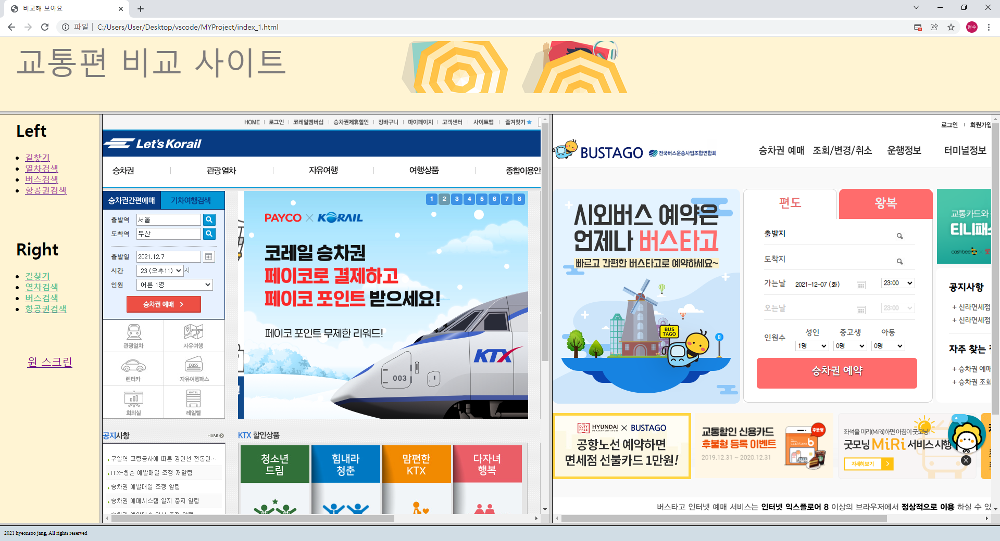 비교해 보아요
파일
C:/Users/User/Desktop/vscode/MYProject/index_1.html
현수
교통편 비교 사이트
Left
길찾기
열차검색
버스검색
항공권검색
Right
길찾기
열차검색
버스검색
항공권검색
원 스크린
HOME 로그인 코레일멤버십 승차권제휴할인 장바구니 마이페이지 고객센터 사이트맵 즐겨찾기
Let's Korail
승차권 관광열차 자유여행 여행상품 종합이용안
승차권간편예매 기차여행검색
출발역 서울
도착역 부산
출발일 2021.12.7
시간 23 (오후11) 시
인원 어른 1명
승차권 예매
관광열차 자유여행
렌터카 자유여행패스
pass
HOTEL
회의실 레일텔
1 2 3 4 5 6 7 8
PAYCO × KORAIL
코레일 승차권
페이코로 결제하고
페이코 포인트 받으세요!
페이코 포인트 무제한 리워드!
KTX
003
공지사항 MORE
구일역 교량공사에 따른 경인선 전동열…
ITX-청춘 예발매일 조정 재알림
승차권 예발매일 조정 알림
승차권 예매시스템 일지 중지 알림
KTX 할인상품
청소년
드림
힘내라
청춘
맘편한
KTX
다자녀
행복
로그인 회원가입
BUSTAGO 전국버스운송사업조합연합회
승차권 예매 조회/변경/취소 운행정보 터미널정보
시외버스 예약은
언제나 버스타고
빠르고 간편한 버스타고로 예약하세요~
BUS
TAGO
8
편도 왕복
출발지
도착지
가는날 2021-12-07 (화) 23:00
오는날 23:00
인원수 성인 중고생 아동
1명 0명 0명
승차권 예약
교통카드와
티니패스
cashbee ×
공지사항
+ 신라면세점
+ 신라면세점
자주 찾는
+ 승차권 예매
+ 승차권 조회
DUTY FREE HYUNDAI DEPARTMENT STORE × BUSTAGO
공항노선 예약하면
면세점 선불카드 1만원!
교통할인 신용카드
후불형 등록 이벤트
2019.12.31 ~ 2020.12.31
후불형
cashbee
좌석을 미리(MiRi)하면 아침이 굿모닝!
굿모닝 MiRi 서비스 시행
자세히보기
버스타고 인터넷 예매 서비스는 인터넷 익스플로어 8 이상의 브라우저에서 정상적으로 이용 하실 수 있
2021 hyeonsoo jang, All rights reserved